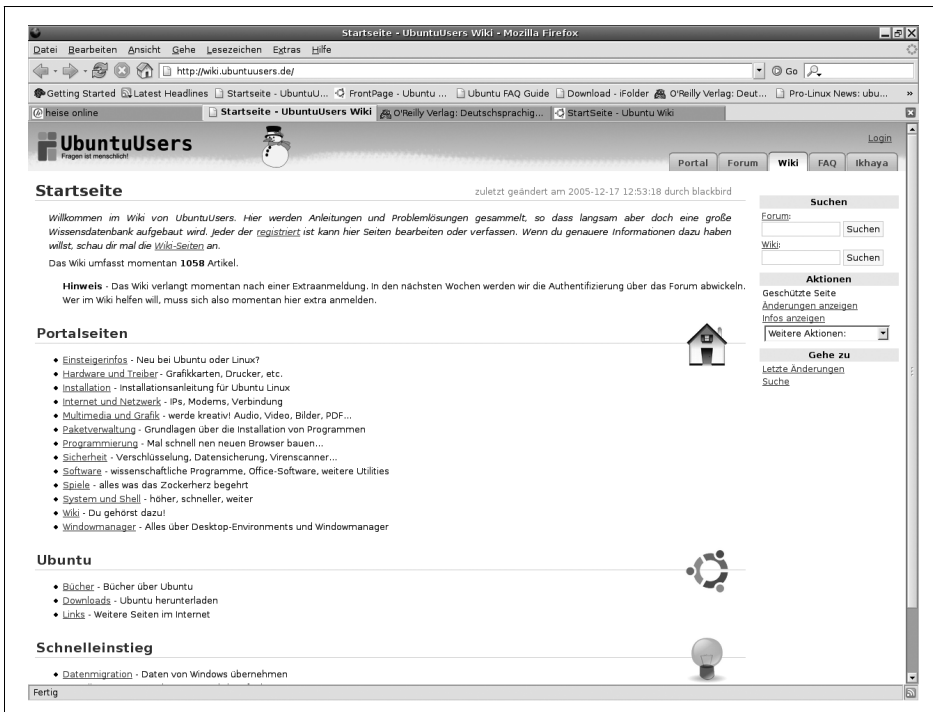 Startseite - UbuntuUsers Wiki - Mozilla Firefox
Datei Bearbeiten Ansicht Gehe Lesezeichen Extras Hilfe
http://wiki.ubuntuusers.de/ Go
Getting Started Latest Headlines Startseite - UbuntuU... FrontPage - Ubuntu ... Ubuntu FAQ Guide Download - iFolder O'Reilly Verlag: Deut... Pro-Linux News: ubu... »
heise online Startseite - UbuntuUsers Wiki O'Reilly Verlag: Deutschsprachig... StartSeite - Ubuntu Wiki
UbuntuUsers
Fragen ist menschlich!
Login
Portal Forum Wiki FAQ Ikhaya
Startseite
zuletzt geändert am 2005-12-17 12:53:18 durch blackbird
Willkommen im Wiki von UbuntuUsers. Hier werden Anleitungen und Problemlösungen gesammelt, so dass langsam aber doch eine große
Wissensdatenbank aufgebaut wird. Jeder der registriert ist kann hier Seiten bearbeiten oder verfassen. Wenn du genauere Informationen dazu haben
willst, schau dir mal die Wiki-Seiten an.
Das Wiki umfasst momentan 1058 Artikel.
Hinweis - Das Wiki verlangt momentan nach einer Extraanmeldung. In den nächsten Wochen werden wir die Authentifizierung über das Forum abwickeln.
Wer im Wiki helfen will, muss sich also momentan hier extra anmelden.
Portalseiten
Einsteigerinfos - Neu bei Ubuntu oder Linux?
Hardware und Treiber - Grafikkarten, Drucker, etc.
Installation - Installationsanleitung für Ubuntu Linux
Internet und Netzwerk - IPs, Modems, Verbindung
Multimedia und Grafik - werde kreativ! Audio, Video, Bilder, PDF...
Paketverwaltung - Grundlagen über die Installation von Programmen
Programmierung - Mal schnell nen neuen Browser bauen...
Sicherheit - Verschlüsselung, Datensicherung, Virenscanner...
Software - wissenschaftliche Programme, Office-Software, weitere Utilities
Spiele - alles was das Zockerherz begehrt
System und Shell - höher, schneller, weiter
Wiki - Du gehörst dazu!
Windowmanager - Alles über Desktop-Environments und Windowmanager
Ubuntu
Bücher - Bücher über Ubuntu
Downloads - Ubuntu herunterladen
Links - Weitere Seiten im Internet
Schnelleinstieg
Datenmigration - Daten von Windows übernehmen
Suchen
Forum:
Suchen
Wiki:
Suchen
Aktionen
Geschützte Seite
Änderungen anzeigen
Infos anzeigen
Weitere Aktionen:
Gehe zu
Letzte Änderungen
Suche
Fertig